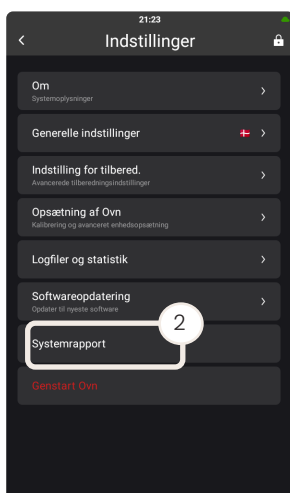 21:23
Indstillinger
Om
Systemoplysninger
Generelle indstillinger
Indstilling for tilbered.
Avancerede tilberedningsindstillinger
Opsætning af Ovn
Kalibrering og avanceret enhedsopsætning
Logfiler og statistik
Softwareopdatering
Opdater til nyeste software
2
Systemrapport
Genstart Ovn